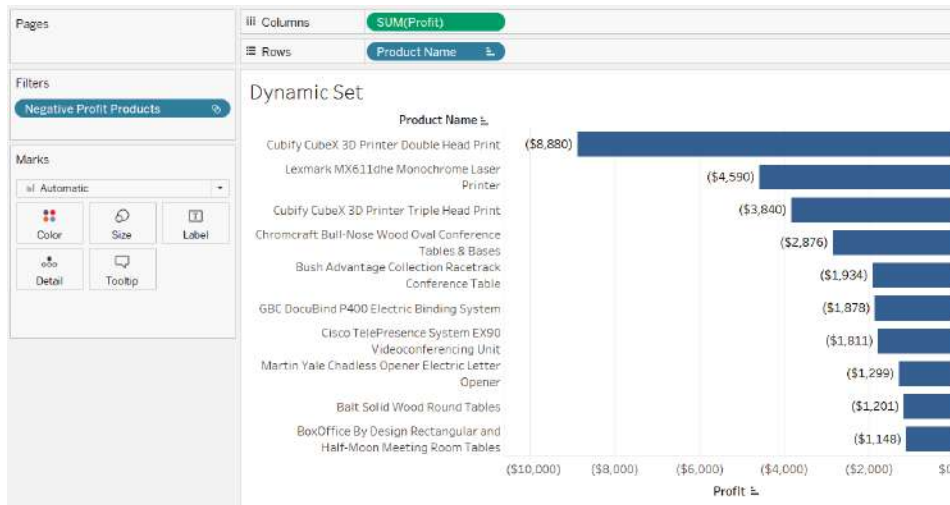 Pages
Columns
SUM(Profit)
Rows
Product Name
Filters
Negative Profit Products
Marks
Automatic
Color
Size
Label
Detail
Tooltip
Dynamic Set
Product Name
Cubify CubeX 3D Printer Double Head Print
($8,880)
Lexmark MX611dhe Monochrome Laser
Printer
($4,590)
Cubify CubeX 3D Printer Triple Head Print
($3,840)
Chromcraft Bull-Nose Wood Oval Conference
Tables & Bases
($2,876)
Bush Advantage Collection Racetrack
Conference Table
($1,934)
GBC DocuBind P400 Electric Binding System
($1,878)
Cisco TelePresence System EX90
Videoconferencing Unit
($1,811)
Martin Yale Chadless Opener Electric Letter
Opener
($1,299)
Balt Solid Wood Round Tables
($1,201)
BoxOffice By Design Rectangular and
Half-Moon Meeting Room Tables
($1,148)
($10,000) ($8,000) ($6,000) ($4,000) ($2,000)
Profit